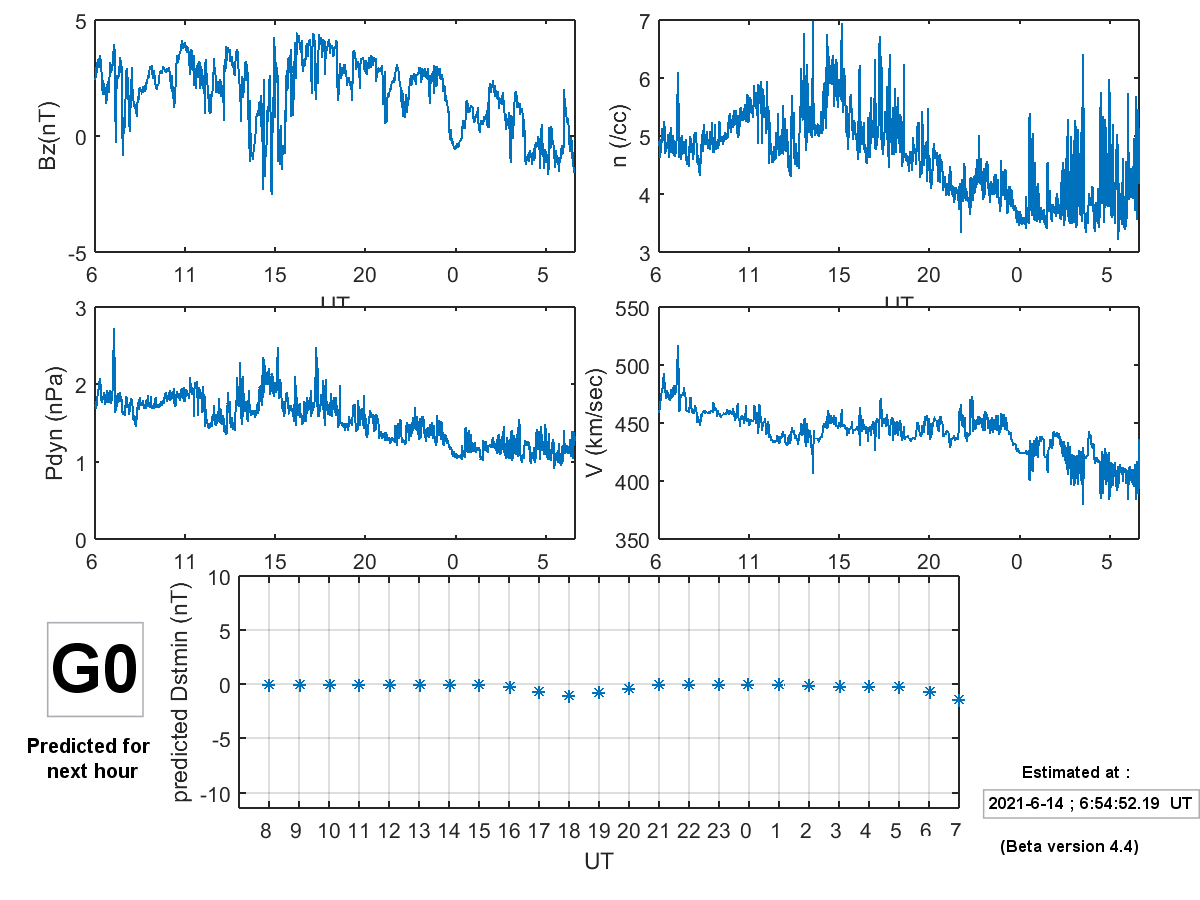 5
0
-5
Bz(nT)
6 11 15 20 0 5
UT
7
6
5
4
3
n (/cc)
6 11 15 20 0 5
UT
3
2
1
0
Pdyn (nPa)
6 11 15 20 0 5
550
500
450
400
350
V (km/sec)
6 11 15 20 0 5
10
5
0
-5
-10
predicted Dstmin (nT)
8 9 10 11 12 13 14 15 16 17 18 19 20 21 22 23 0 1 2 3 4 5 6 7
UT
G0
Predicted for
next hour
Estimated at :
2021-6-14 ; 6:54:52.19 UT
(Beta version 4.4)